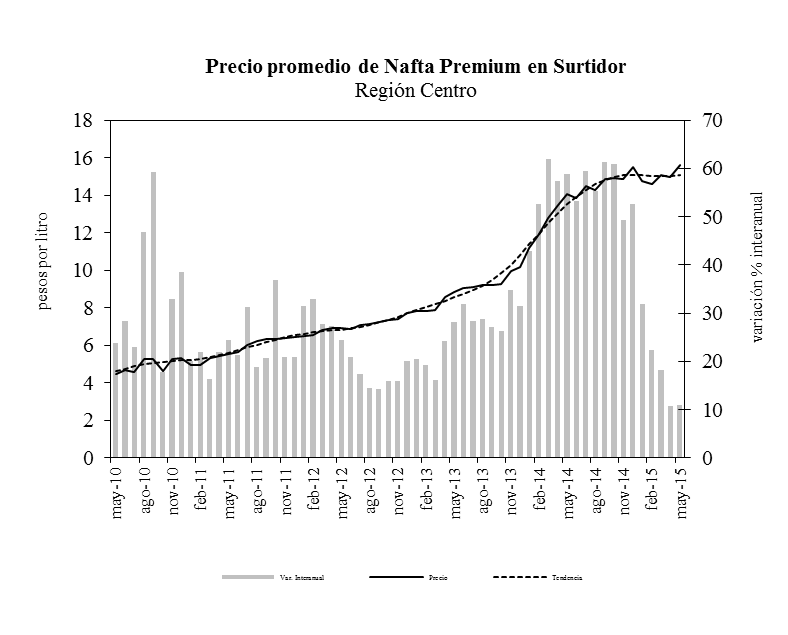 Precio promedio de Nafta Premium en Surtidor
Región Centro
18
16
14
12
10
8
6
4
2
0
pesos por litro
70
60
50
40
30
20
10
0
variación % interanual
may-10
ago-10
nov-10
feb-11
may-11
ago-11
nov-11
feb-12
may-12
ago-12
nov-12
feb-13
may-13
ago-13
nov-13
feb-14
may-14
ago-14
nov-14
feb-15
may-15
Var. Interanual
Precio
Tendencia